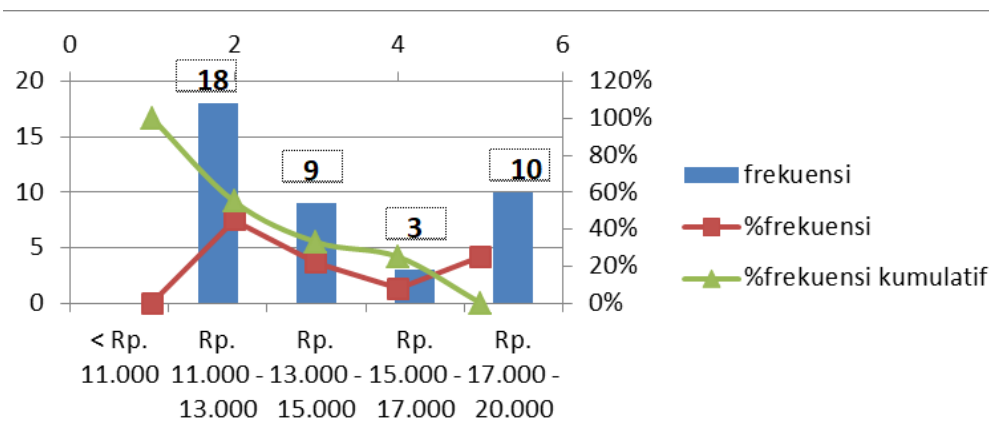 0 2 4 6
20 18 120%
15 100%
9 10 80%
10 60%
3 40%
5 20%
0 0%
frekuensi
%frekuensi
%frekuensi kumulatif
< Rp. Rp. Rp. Rp. Rp.
11.000 11.000 - 13.000 - 15.000 - 17.000 -
13.000 15.000 17.000 20.000